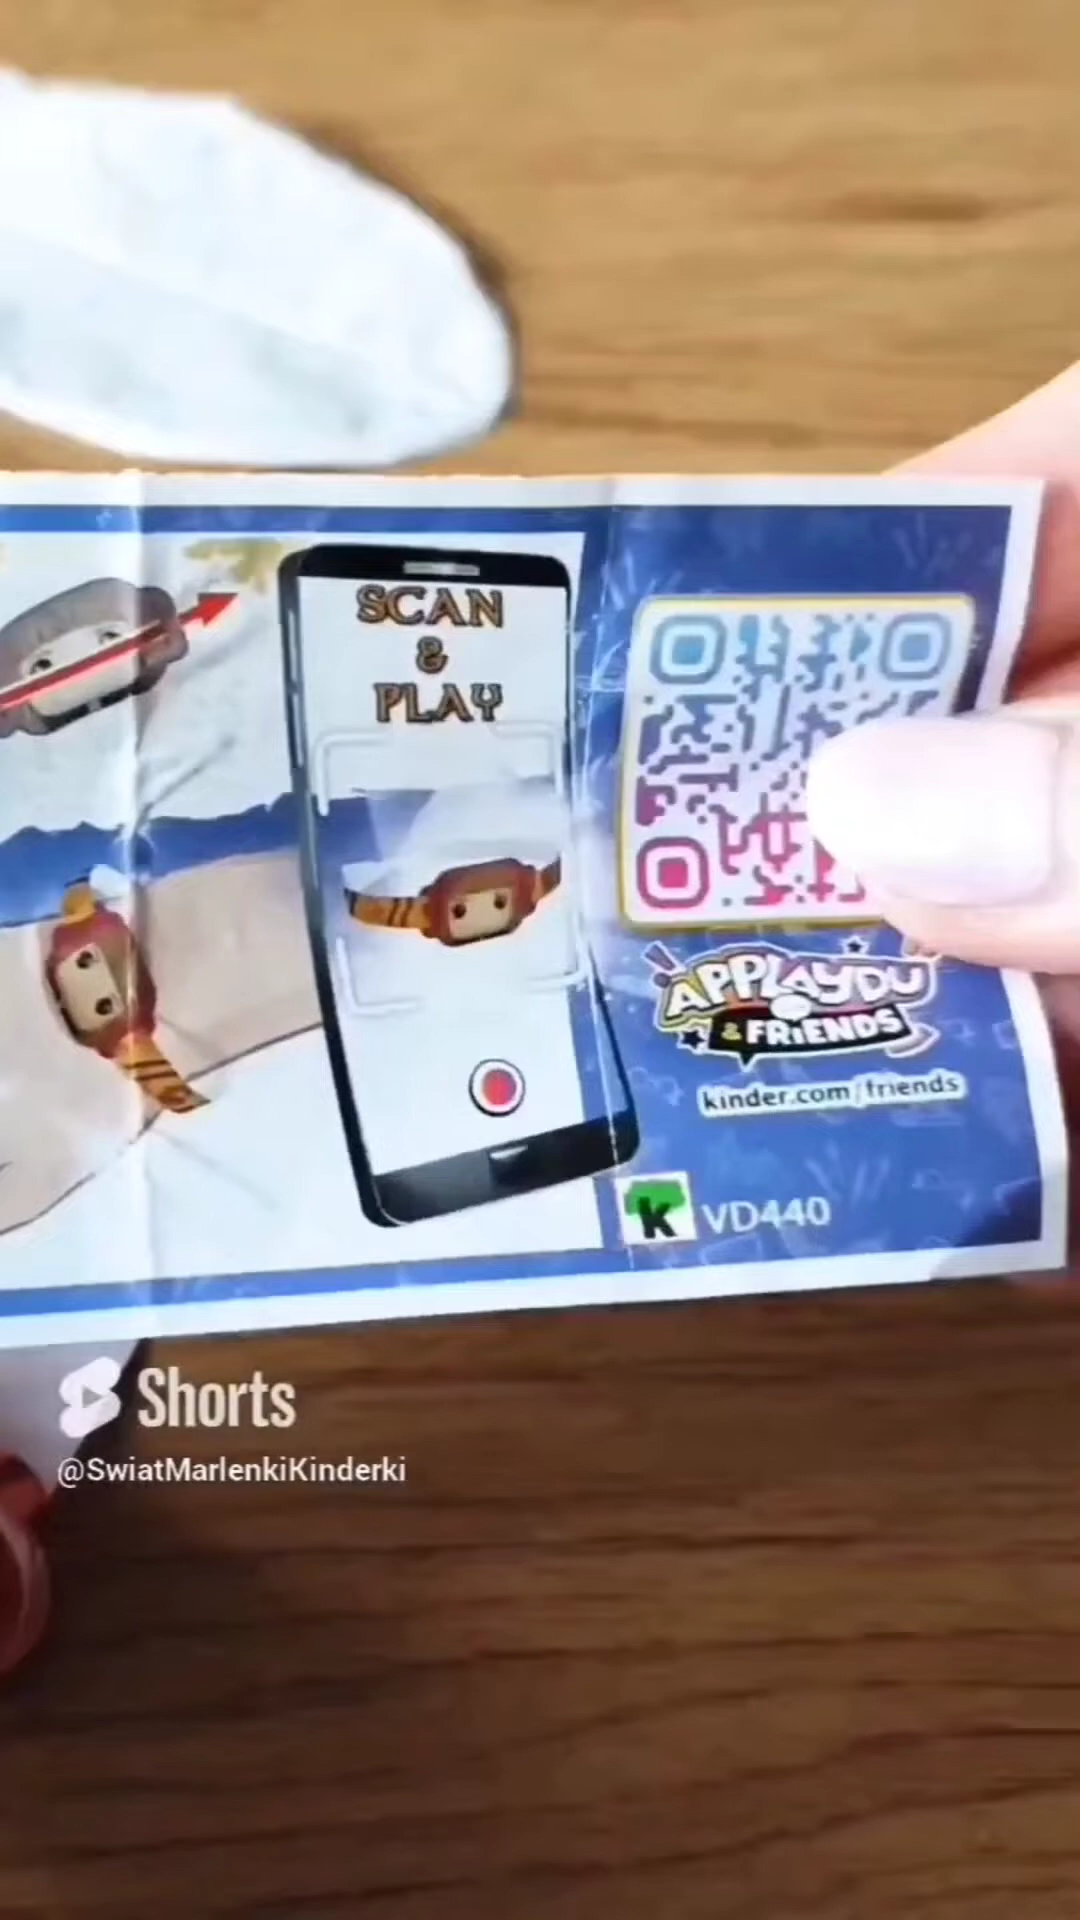 SCAN
&
PLAY
APPLAYDU
& FRIENDS
kinder.com/friends
k VD440
Shorts
@SwiatMarlenkiKinderki